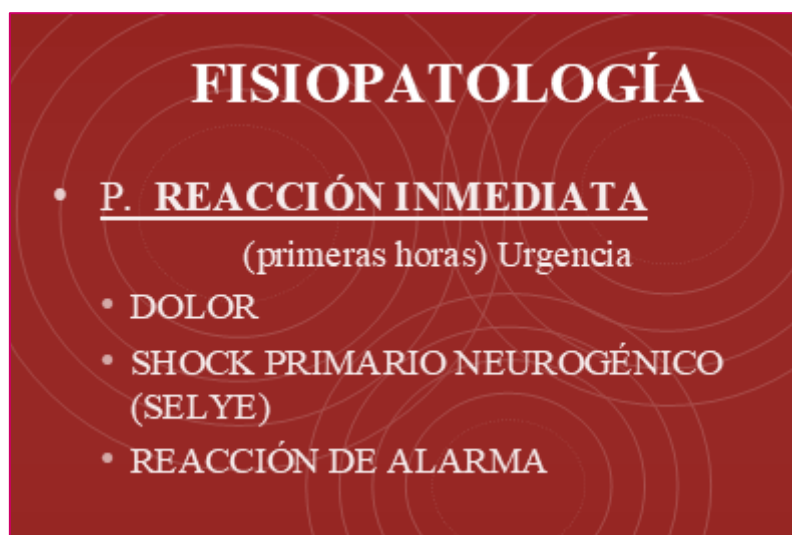 FISIOPATOLOGÍA
• P. REACCIÓN INMEDIATA
(primeras horas) Urgencia
• DOLOR
• SHOCK PRIMARIO NEUROGÉNICO
(SELYE)
• REACCIÓN DE ALARMA